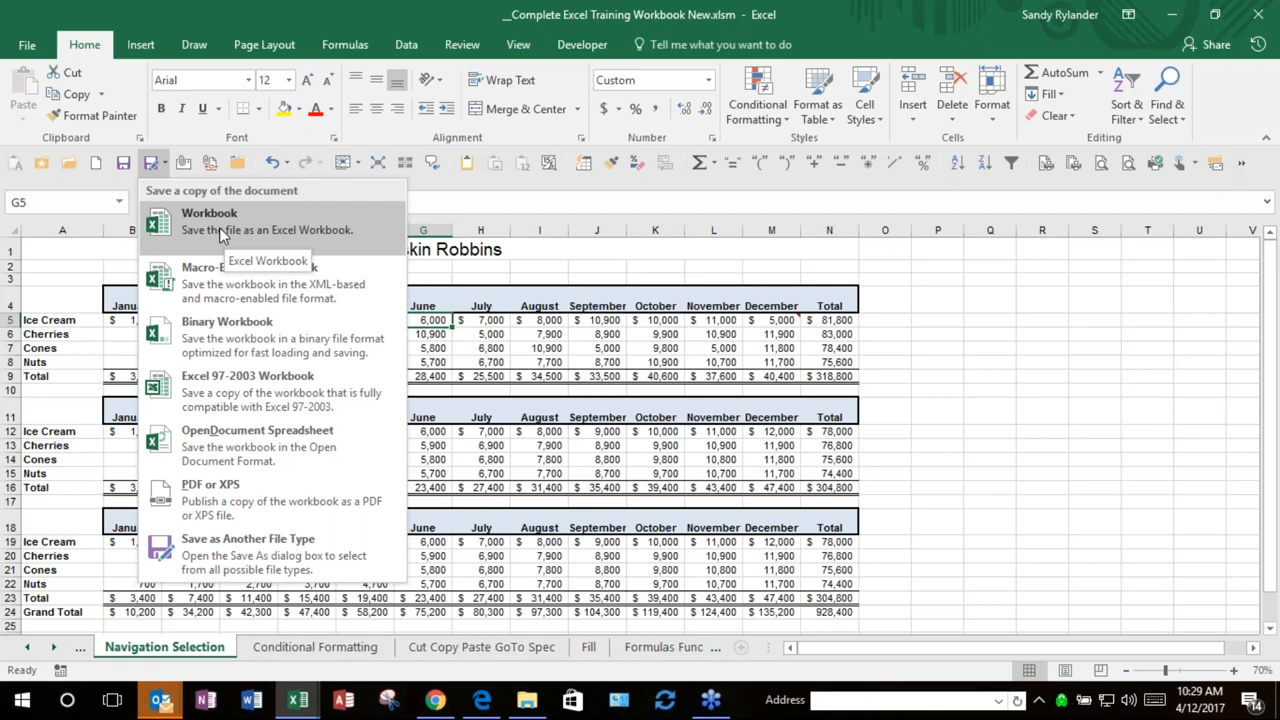 __Complete Excel Training Workbook New.xlsm - Excel
Sandy Rylander
File Home Insert Draw Page Layout Formulas Data Review View Developer Tell me what you want to do Share
Paste Cut Arial 12 Wrap Text Custom Conditional Formatting Format as Table Cell Styles Insert Delete Format AutoSum Sort & Filter Find & Select
Copy Fill
Format Painter B I U A Merge & Center $ % , Clear
Clipboard Font Alignment Number Styles Cells Editing
G5
A B G H I J K L M N O P Q R S T U V
Save a copy of the document
Workbook
Save the file as an Excel Workbook.
Excel Workbook
Macro-E k
Save the workbook in the XML-based
and macro-enabled file format.
Binary Workbook
Save the workbook in a binary file format
optimized for fast loading and saving.
Excel 97-2003 Workbook
Save a copy of the workbook that is fully
compatible with Excel 97-2003.
OpenDocument Spreadsheet
Save the workbook in the Open
Document Format.
PDF or XPS
Publish a copy of the workbook as a PDF
or XPS file.
Save as Another File Type
Open the Save As dialog box to select
from all possible file types.
1 skin Robbins
2
3
4 Janua June July August September October November December Total
5 Ice Cream $ 1, 6,000 $ 7,000 $ 8,000 $ 10,900 $ 10,000 $ 11,000 $ 5,000 $ 81,800
6 Cherries 10,900 5,000 7,900 8,900 9,900 10,900 11,900 83,000
7 Cones 5,800 6,800 10,900 5,000 9,800 5,000 11,800 78,400
8 Nuts 5,700 6,700 7,700 8,700 10,900 10,700 11,700 75,600
9 Total $ 3, $ 28,400 $ 25,500 $ 34,500 $ 33,500 $ 40,600 $ 37,600 $ 40,400 $ 318,800
10
11 Janua June July August September October November December Total
12 Ice Cream $ 1, $ 6,000 $ 7,000 $ 8,000 $ 9,000 $ 10,000 $ 11,000 $ 12,000 $ 78,000
13 Cherries 5,900 6,900 7,900 8,900 9,900 10,900 11,900 76,800
14 Cones 5,800 6,800 7,800 8,800 9,800 10,800 11,800 75,600
15 Nuts 5,700 6,700 7,700 8,700 9,700 10,700 11,700 74,400
16 Total $ 3, $ 23,400 $ 27,400 $ 31,400 $ 35,400 $ 39,400 $ 43,400 $ 47,400 $ 304,800
17
18 Janua June July August September October November December Total
19 Ice Cream $ 1, $ 6,000 $ 7,000 $ 8,000 $ 9,000 $ 10,000 $ 11,000 $ 12,000 $ 78,000
20 Cherries 5,900 6,900 7,900 8,900 9,900 10,900 11,900 76,800
21 Cones 5,800 6,800 7,800 8,800 9,800 10,800 11,800 75,600
22 Nuts 700 1,700 2,700 3,700 4,700 5,700 6,700 7,700 8,700 9,700 10,700 11,700 74,400
23 Total $ 3,400 $ 7,400 $ 11,400 $ 15,400 $ 19,400 $ 23,400 $ 27,400 $ 31,400 $ 35,400 $ 39,400 $ 43,400 $ 47,400 $ 304,800
24 Grand Total $ 10,200 $ 34,200 $ 42,300 $ 47,400 $ 58,200 $ 75,200 $ 80,300 $ 97,300 $ 104,300 $ 119,400 $ 124,400 $ 135,200 928,400
25
... Navigation Selection Conditional Formatting Cut Copy Paste GoTo Spec Fill Formulas Func ...
Ready 70%
Address 10:29 AM
4/12/2017
14